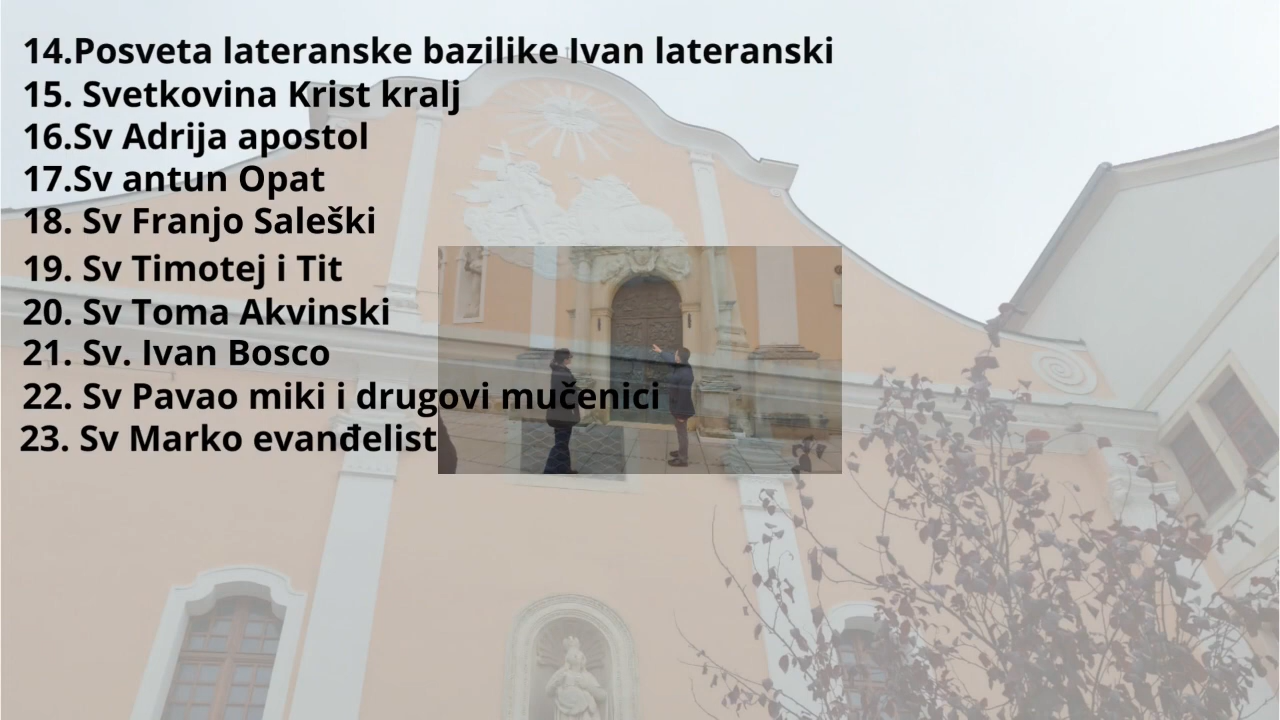 14.Posveta lateranske bazilike Ivan lateranski
15. Svetkovina Krist kralj
16.Sv Adrija apostol
17.Sv antun Opat
18. Sv Franjo Saleški
19. Sv Timotej i Tit
20. Sv Toma Akvinski
21. Sv. Ivan Bosco
22. Sv Pavao miki i drugovi mučenici
23. Sv Marko evanđelist